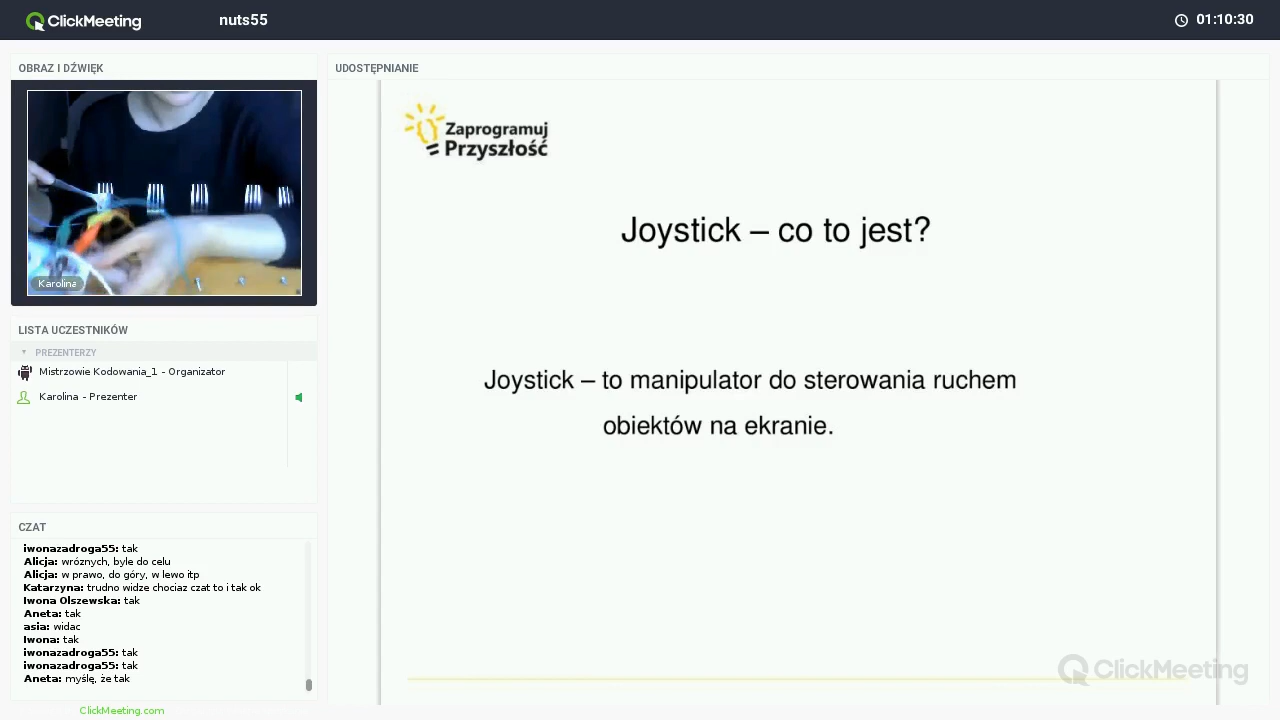 ClickMeeting
nuts55
01:10:30
OBRAZ I DŹWIĘK
UDOSTĘPNIANIE
Karolina
Zaprogramuj
Przyszłość
Joystick – co to jest?
Joystick – to manipulator do sterowania ruchem
obiektów na ekranie.
LISTA UCZESTNIKÓW
PREZENTERZY
Mistrzowie Kodowania_1 - Organizator
Karolina - Prezenter
CZAT
iwonazadroga55: tak
Alicja: wróznych, byle do celu
Alicja: w prawo, do góry, w lewo itp
Katarzyna: trudno widze chociaz czat to i tak ok
Iwona Olszewska: tak
Aneta: tak
asia: widac
Iwona: tak
iwonazadroga55: tak
iwonazadroga55: tak
Aneta: myślę, że tak
ClickMeeting
ClickMeeting.com